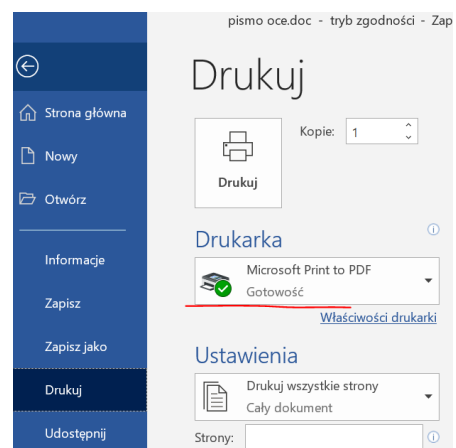 pismo oce.doc - tryb zgodności - Zap
Drukuj
Strona główna
Kopie: 1
Nowy
Drukuj
Otwórz
Drukarka
Informacje
Microsoft Print to PDF
Gotowość
Zapisz
Właściwości drukarki
Zapisz jako
Ustawienia
Drukuj
Drukuj wszystkie strony
Cały dokument
Udostępnij
Strony: